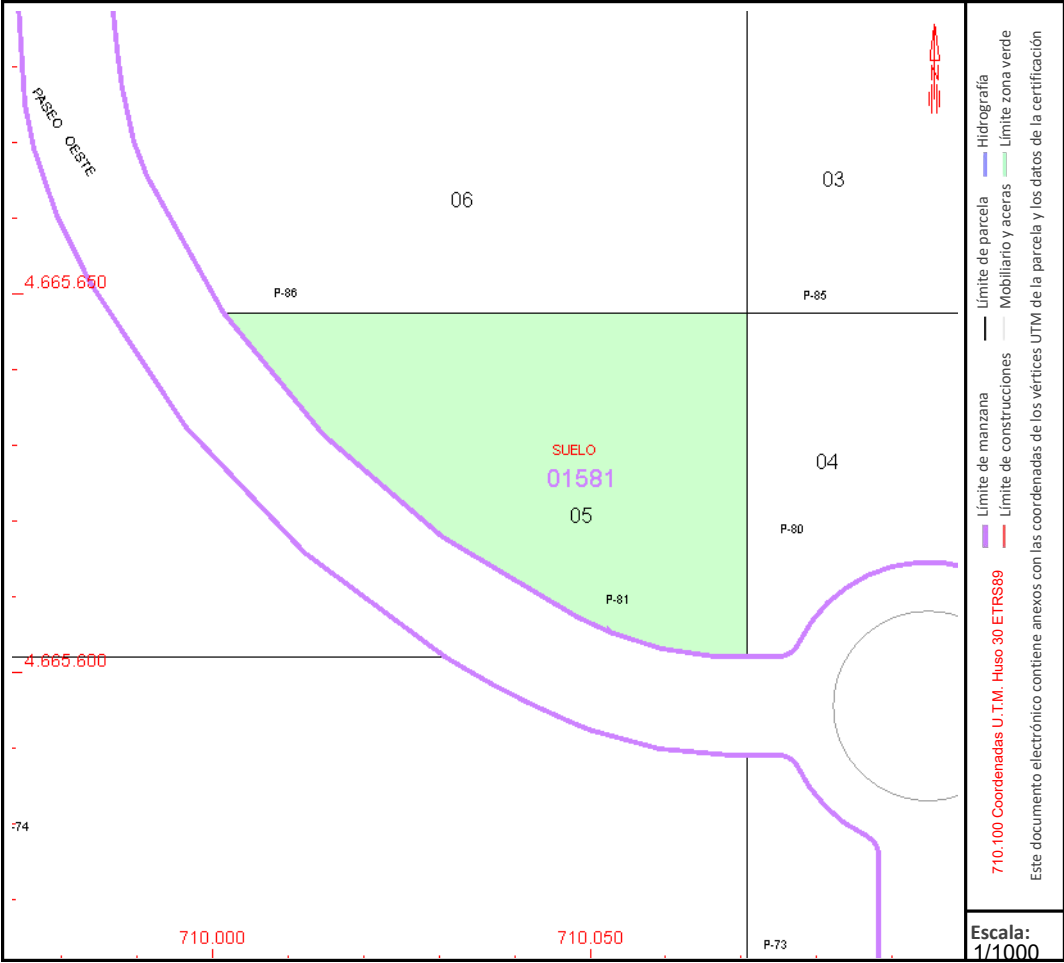 PASEO OESTE
N
03
06
4.665.650
P-86
P-85
SUELO
01581
04
05
P-80
P-81
4.665.600
-74
710.000
710.050
P-73
Límite de manzana
Límite de parcela
Hidrografía
Límite de construcciones
Mobiliario y aceras
Límite zona verde
710.100 Coordenadas U.T.M. Huso 30 ETRS89
Este documento electrónico contiene anexos con las coordenadas de los vértices UTM de la parcela y los datos de la certificación
Escala:
1/1000